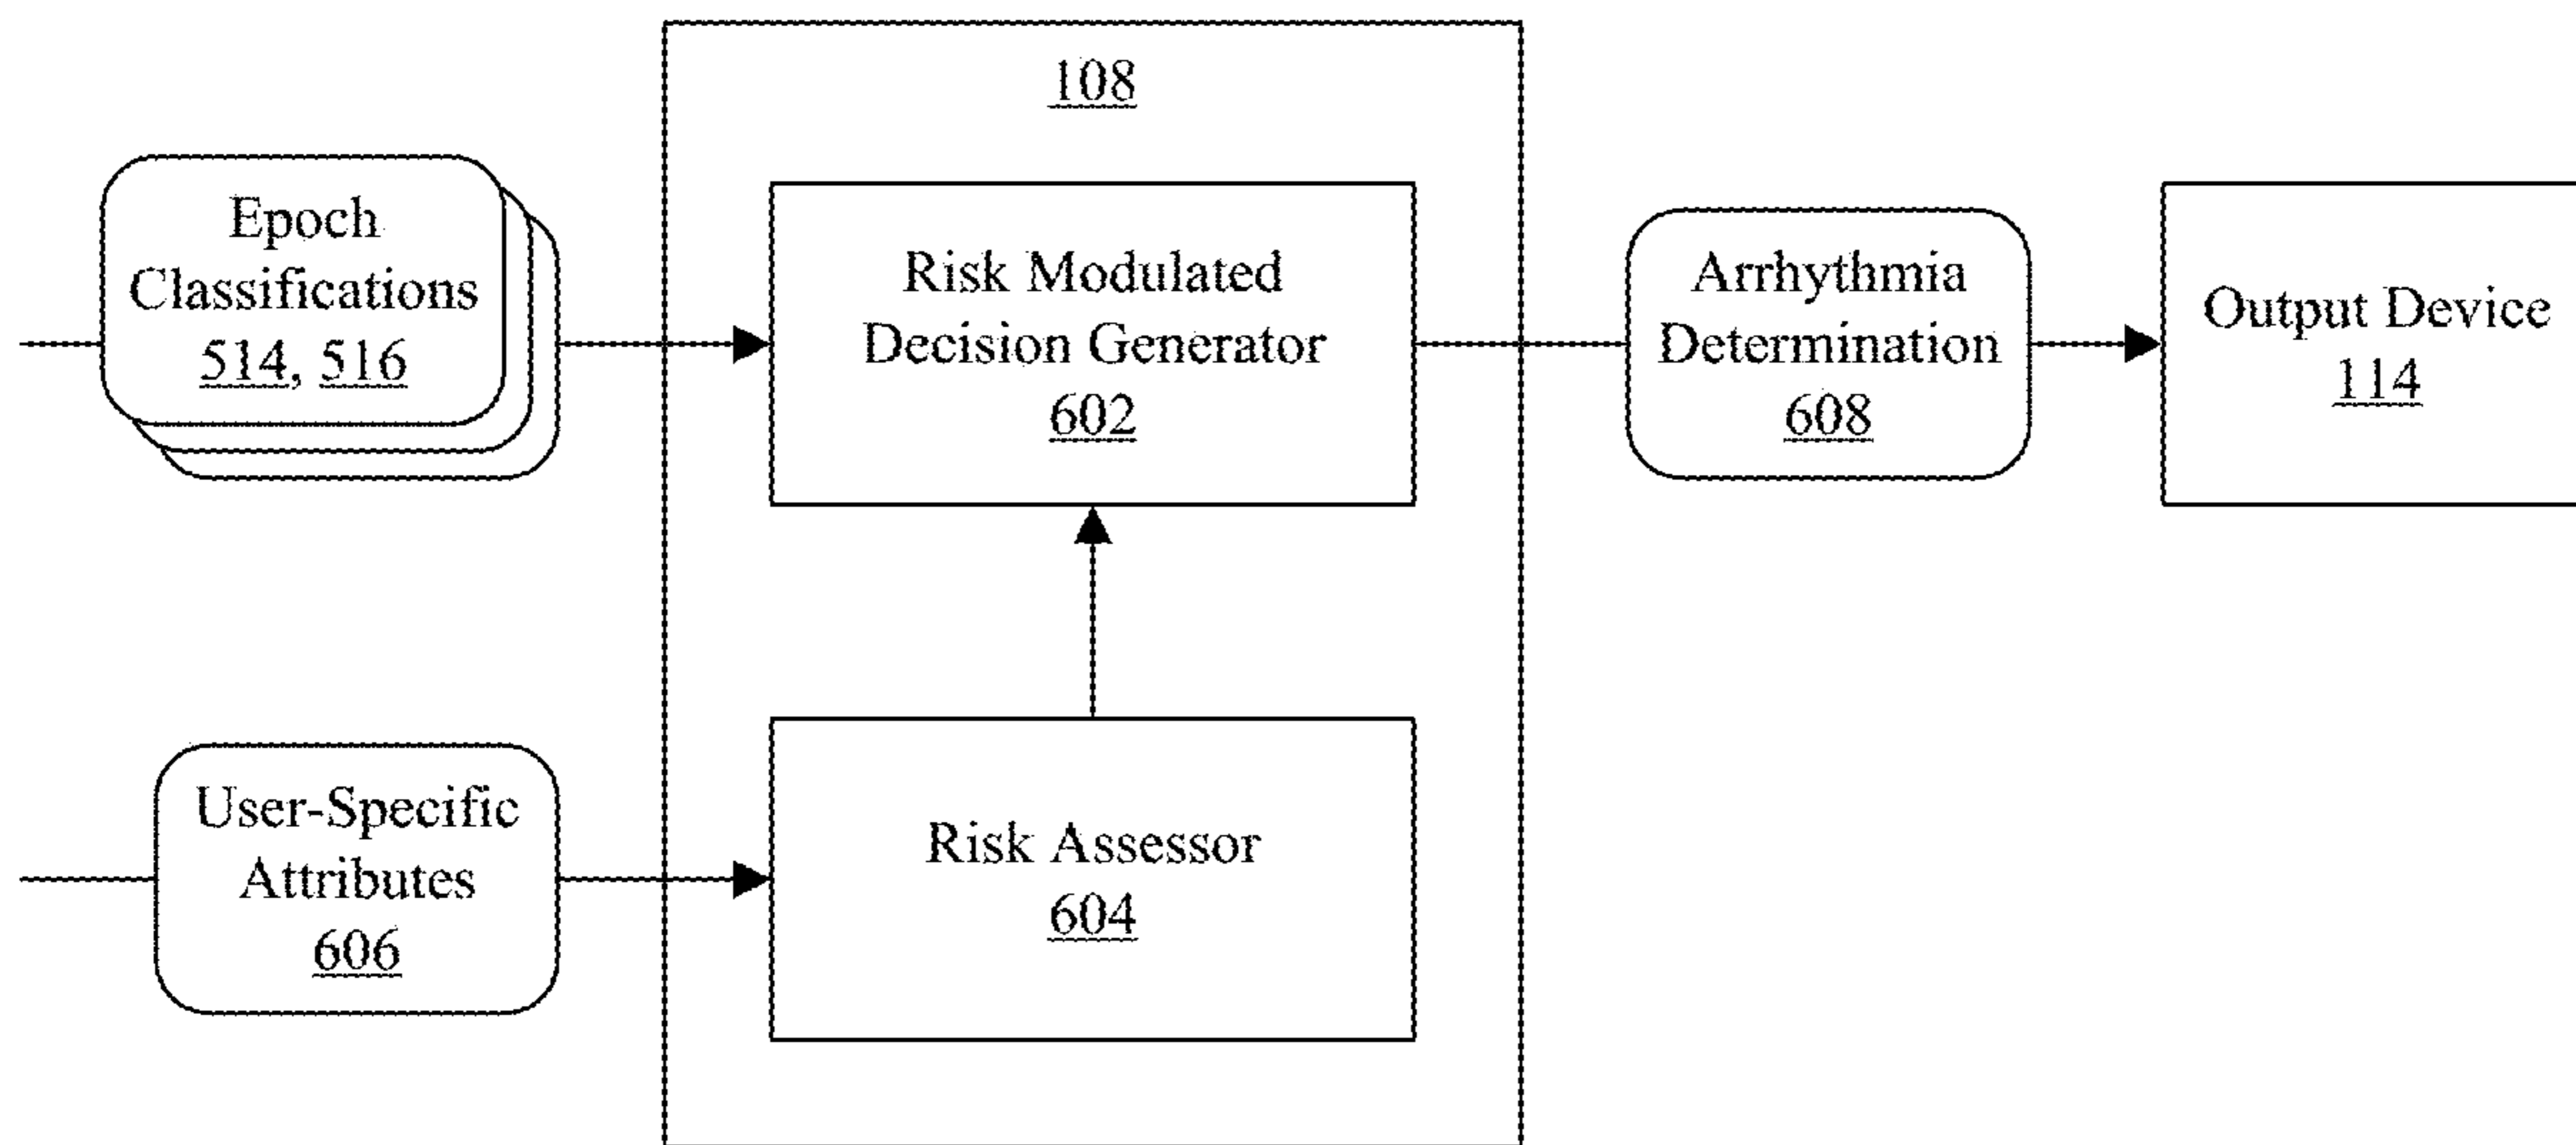 108
Epoch
Classifications
514, 516
Risk Modulated
Decision Generator
602
Arrhythmia
Determination
608
Output Device
114
User-Specific
Attributes
606
Risk Assessor
604